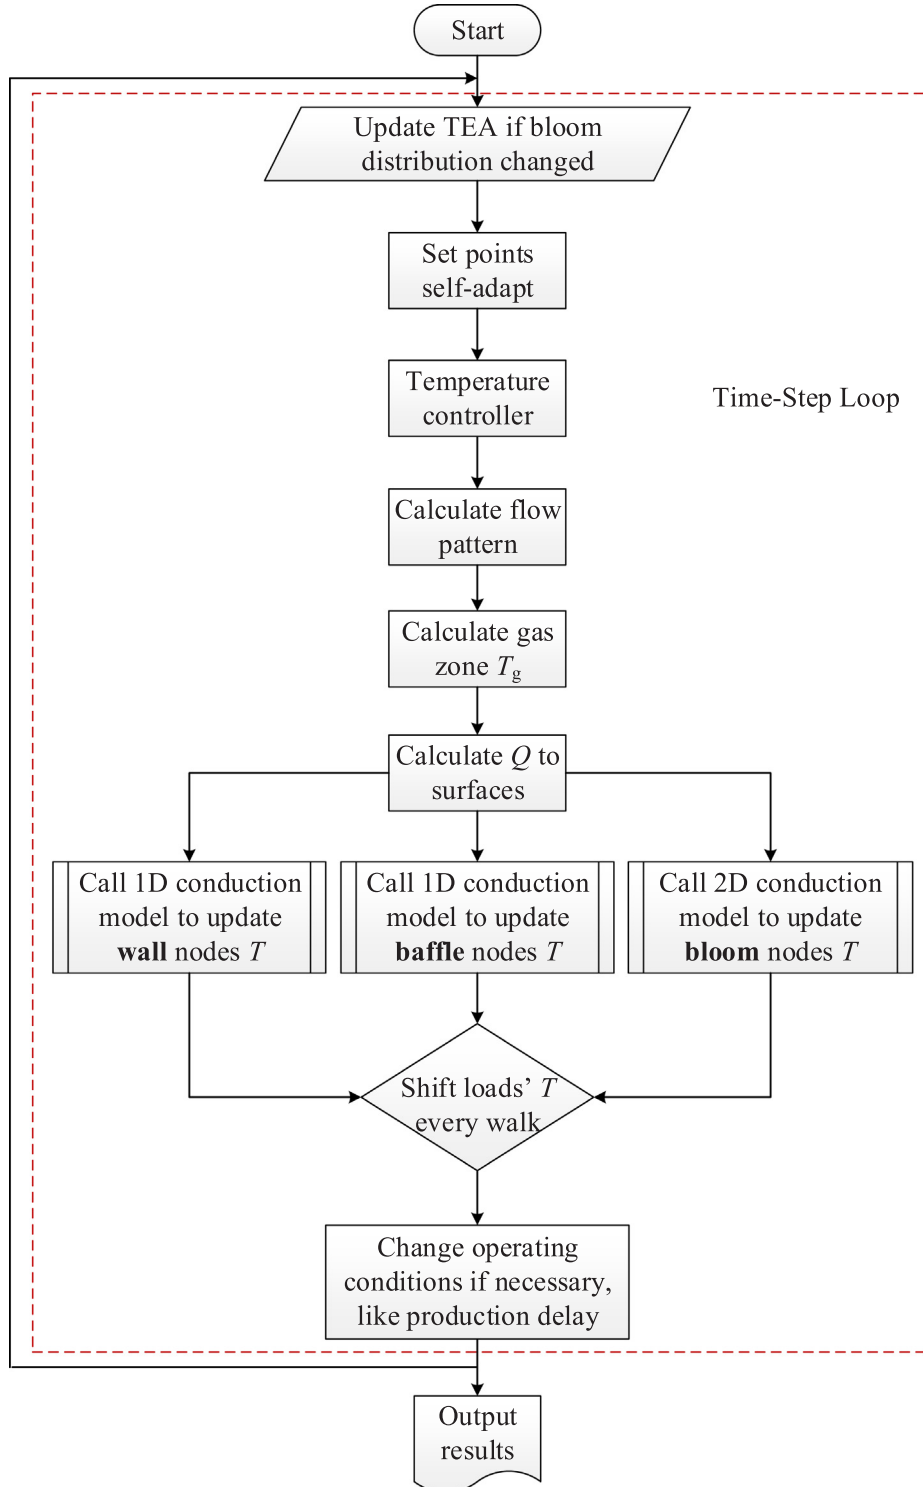 Start
Update TEA if bloom
distribution changed
Set points
self-adapt
Temperature
controller
Time-Step Loop
Calculate flow
pattern
Calculate gas
zone Tg
Calculate Q to
surfaces
Call 1D conduction
model to update
wall nodes T
Call 1D conduction
model to update
baffle nodes T
Call 2D conduction
model to update
bloom nodes T
Shift loads’ T
every walk
Change operating
conditions if necessary,
like production delay
Output
results